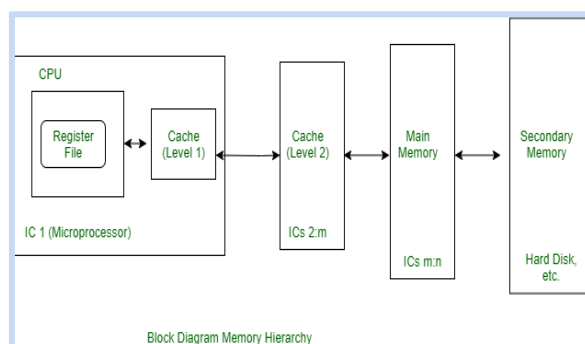 CPU
Register
File
Cache
(Level 1)
IC 1 (Microprocessor)
Cache
(Level 2)
ICs 2:m
Main
Memory
ICs m:n
Secondary
Memory
Hard Disk,
etc.
Block Diagram Memory Hierarchy